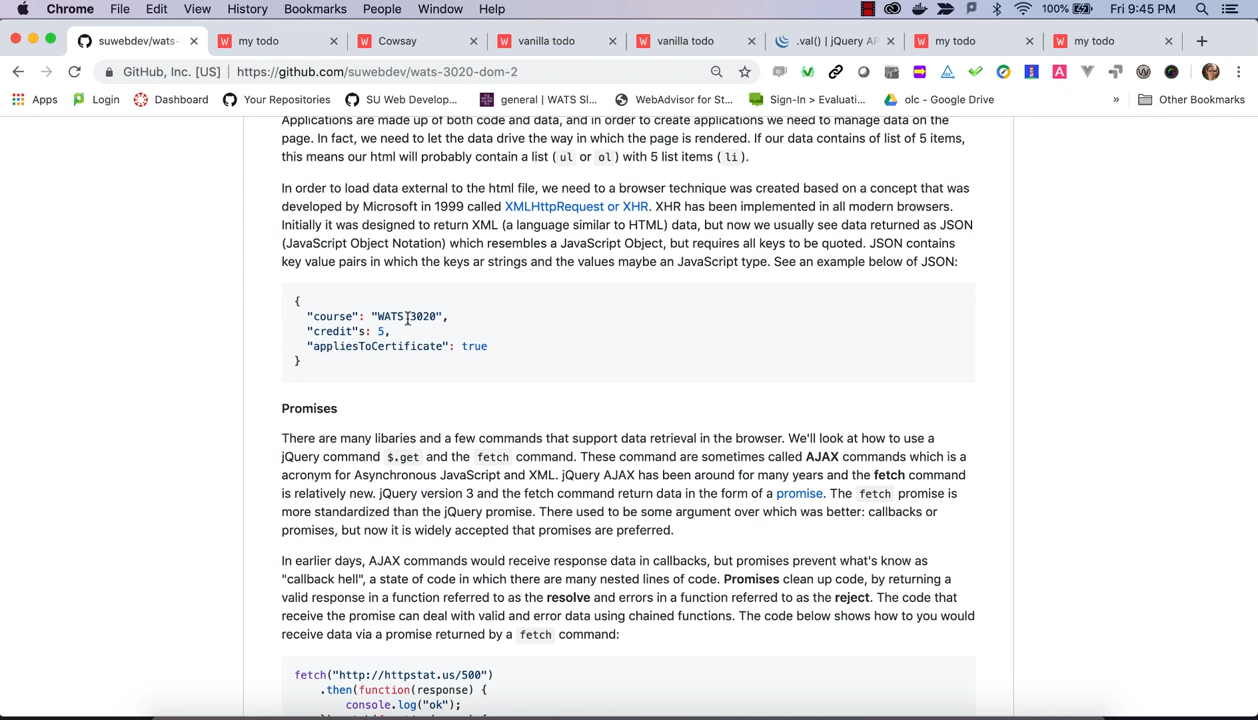 Chrome File Edit View History Bookmarks People Window Help 100% Fri 9:45 PM
suwebdev/wats- my todo Cowsay vanilla todo vanilla todo .val() | jQuery AP my todo my todo
GitHub, Inc. [US] https://github.com/suwebdev/wats-3020-dom-2
Apps Login Dashboard Your Repositories SU Web Develop... general | WATS Sl... WebAdvisor for St... Sign-In > Evaluati... olc - Google Drive » Other Bookmarks
Applications are made up of both code and data, and in order to create applications we need to manage data on the
page. In fact, we need to let the data drive the way in which the page is rendered. If our data contains of list of 5 items,
this means our html will probably contain a list ( ul or ol ) with 5 list items ( li ).
In order to load data external to the html file, we need to a browser technique was created based on a concept that was
developed by Microsoft in 1999 called XMLHttpRequest or XHR. XHR has been implemented in all modern browsers.
Initially it was designed to return XML (a language similar to HTML) data, but now we usually see data returned as JSON
(JavaScript Object Notation) which resembles a JavaScript Object, but requires all keys to be quoted. JSON contains
key value pairs in which the keys ar strings and the values maybe an JavaScript type. See an example below of JSON:
{
"course": "WATS 3020",
"credit"s: 5,
"appliesToCertificate": true
}
Promises
There are many libaries and a few commands that support data retrieval in the browser. We'll look at how to use a
jQuery command $.get and the fetch command. These command are sometimes called AJAX commands which is a
acronym for Asynchronous JavaScript and XML. jQuery AJAX has been around for many years and the fetch command
is relatively new. jQuery version 3 and the fetch command return data in the form of a promise. The fetch promise is
more standardized than the jQuery promise. There used to be some argument over which was better: callbacks or
promises, but now it is widely accepted that promises are preferred.
In earlier days, AJAX commands would receive response data in callbacks, but promises prevent what's know as
"callback hell", a state of code in which there are many nested lines of code. Promises clean up code, by returning a
valid response in a function referred to as the resolve and errors in a function referred to as the reject. The code that
receive the promise can deal with valid and error data using chained functions. The code below shows how to you would
receive data via a promise returned by a fetch command:
fetch("http://httpstat.us/500")
.then(function(response) {
console.log("ok");